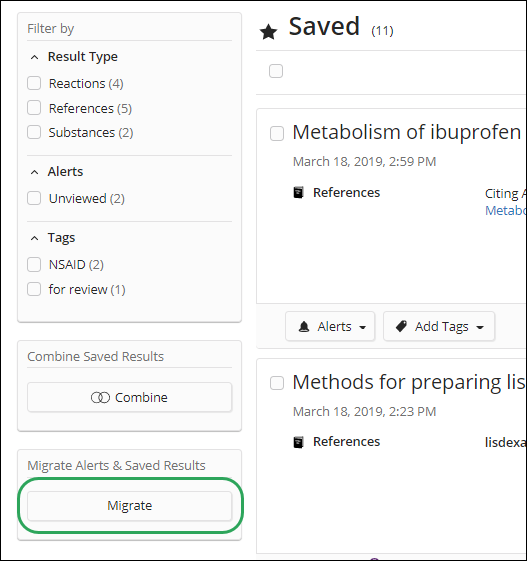 Filter by
Result Type
Reactions (4)
References (5)
Substances (2)
Alerts
Unviewed (2)
Tags
NSAID (2)
for review (1)
Combine Saved Results
Combine
Migrate Alerts & Saved Results
Migrate
Saved (11)
Metabolism of ibuprofen
March 18, 2019, 2:59 PM
References
Citing A
Metabo
Alerts
Add Tags
Methods for preparing lis
March 18, 2019, 2:23 PM
References
lisdexa